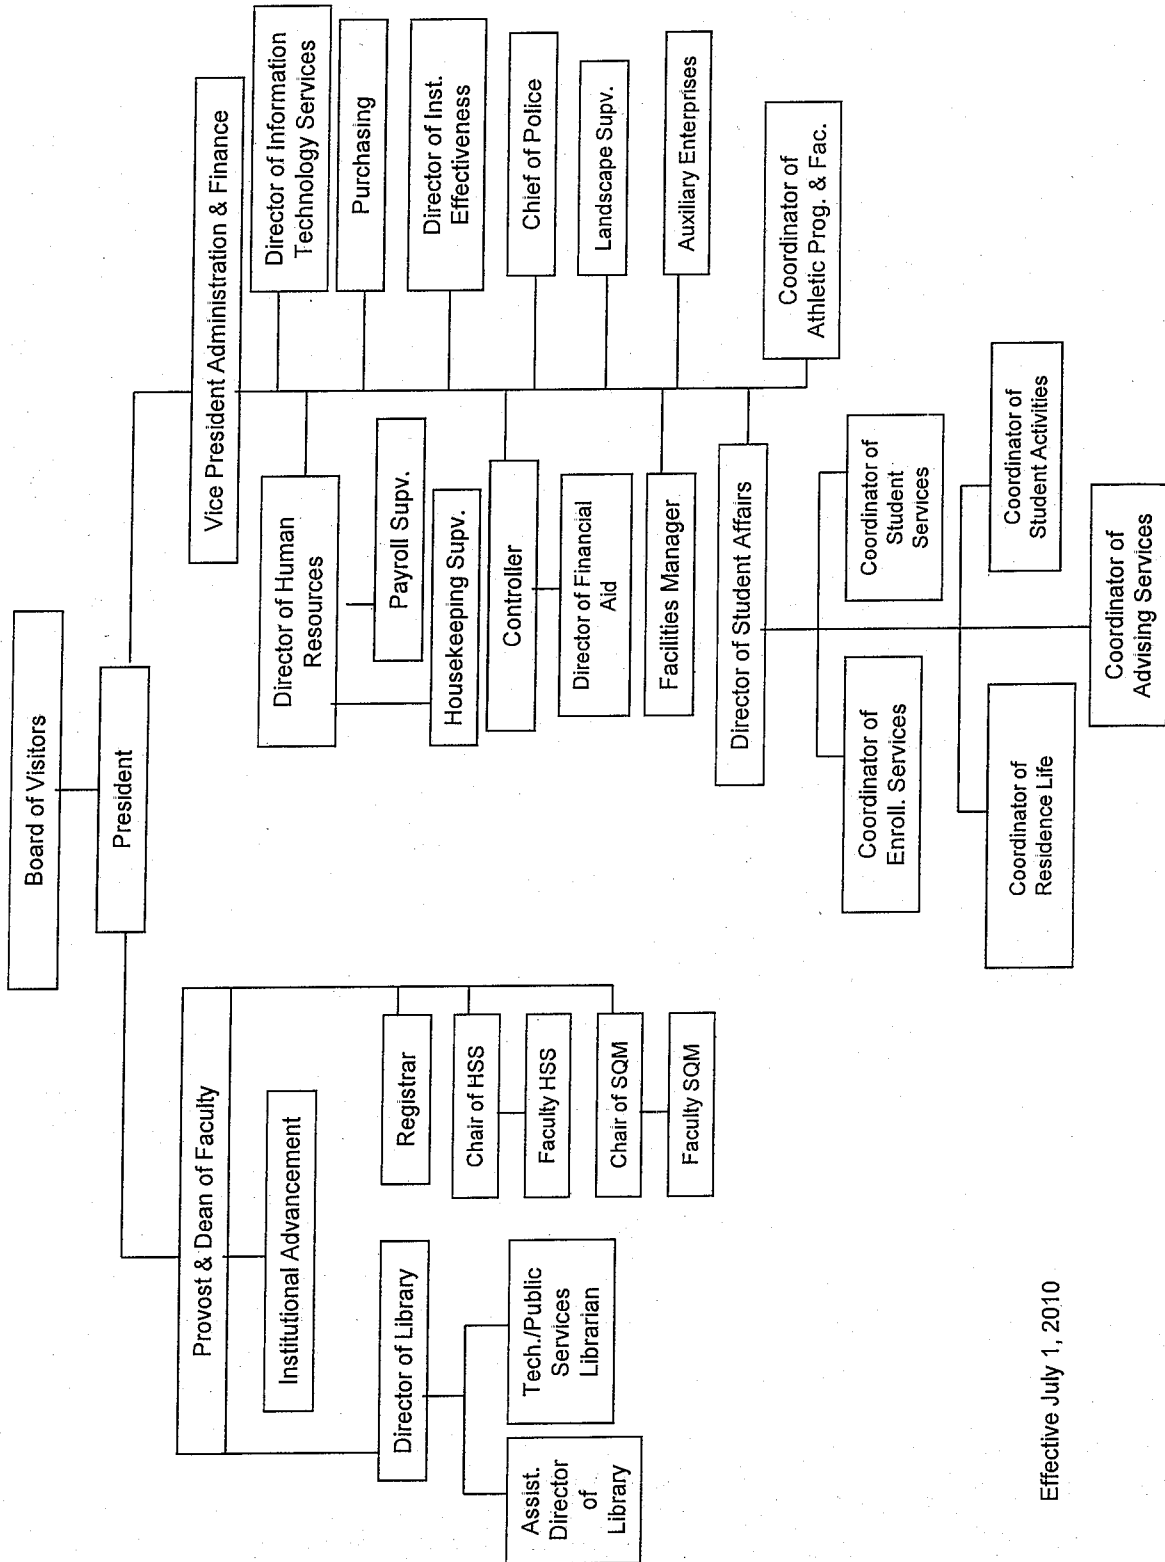 Board of Visitors
President
Provost & Dean of Faculty
Institutional Advancement
Director of Library
Assist.
Director
of
Library
Tech./Public
Services
Librarian
Registrar
Chair of HSS
Faculty HSS
Chair of SQM
Faculty SQM
Vice President Administration & Finance
Director of Human
Resources
Payroll Supv.
Housekeeping Supv.
Controller
Director of Financial
Aid
Facilities Manager
Director of Student Affairs
Coordinator of
Enroll. Services
Coordinator of
Student
Services
Coordinator of
Residence Life
Coordinator of
Student Activities
Coordinator of
Advising Services
Director of Information
Technology Services
Purchasing
Director of Inst.
Effectiveness
Chief of Police
Landscape Supv.
Auxiliary Enterprises
Coordinator of
Athletic Prog. & Fac.
Effective July 1, 2010